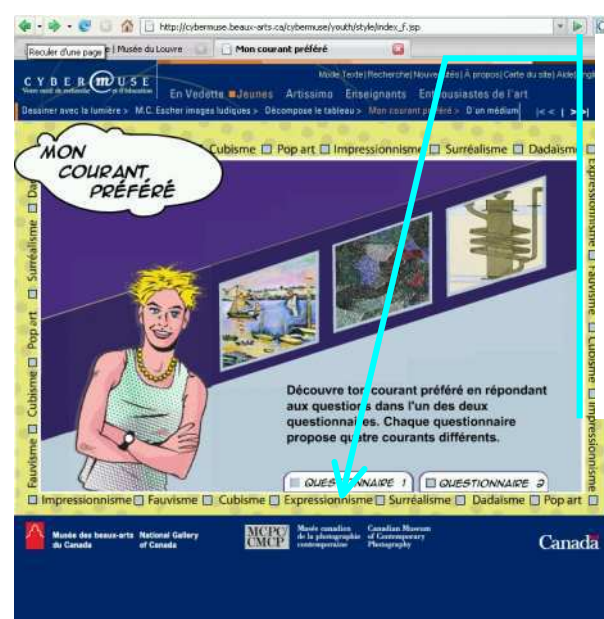 http://cybermuse.beaux-arts.ca/cybermuse/youth/style/index_f.jsp
Reculer d'une page | Musée du Louvre
Mon courant préféré
CYBERMUSE
Mode Texte | Recherche | Nouveautés | À propos | Carte du site | Aide
En Vedette Jeunes Artissimo Enseignants Enthousiastes de l'art
Dessiner avec la lumière > M.C. Escher images ludiques > Décompose le tableau > Mon courant préféré > D'un médium |<< | >>|
MON
COURANT
PRÉFÉRÉ
Cubisme Pop art Impressionnisme Surréalisme Dadaïsme
Expressionnisme Fauvisme Cubisme Impressionnisme
Fauvisme Cubisme Pop art Surréalisme
Découvre ton courant préféré en répondant
aux questions dans l'un des deux
questionnaires. Chaque questionnaire
propose quatre courants différents.
QUESTIONNAIRE 1 QUESTIONNAIRE 2
Impressionnisme Fauvisme Cubisme Expressionnisme Surréalisme Dadaïsme Pop art
Musée des beaux-arts National Gallery
du Canada of Canada
MCPC Musée canadien Canadian Museum
CMCP de la photographie of Contemporary
contemporaine Photography
Canada